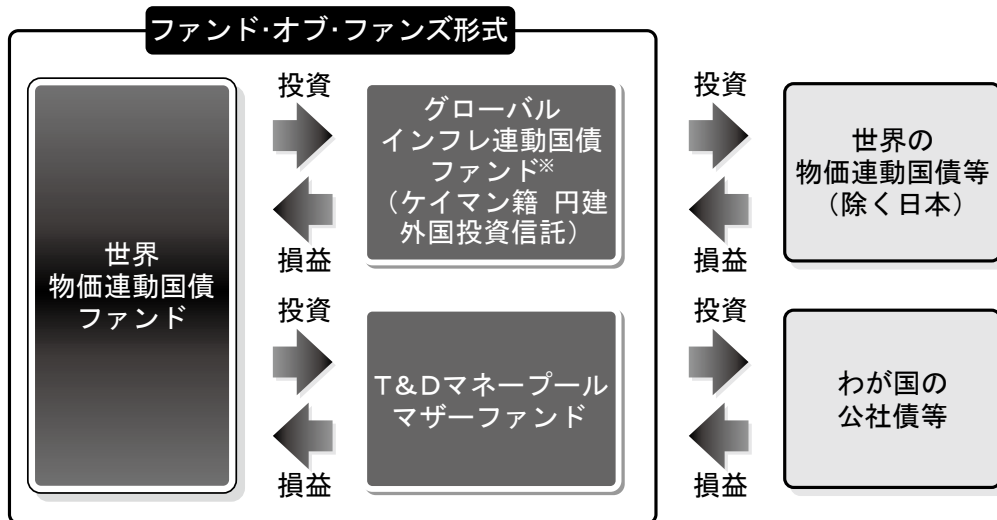 ファンド・オブ・ファンズ形式
世界
物価連動国債
ファンド
投資
損益
グローバル
インフレ連動国債
ファンド※
（ケイマン籍 円建
外国投資信託）
投資
損益
世界の
物価連動国債等
（除く日本）
投資
損益
T&Dマネープール
マザーファンド
投資
損益
わが国の
公社債等